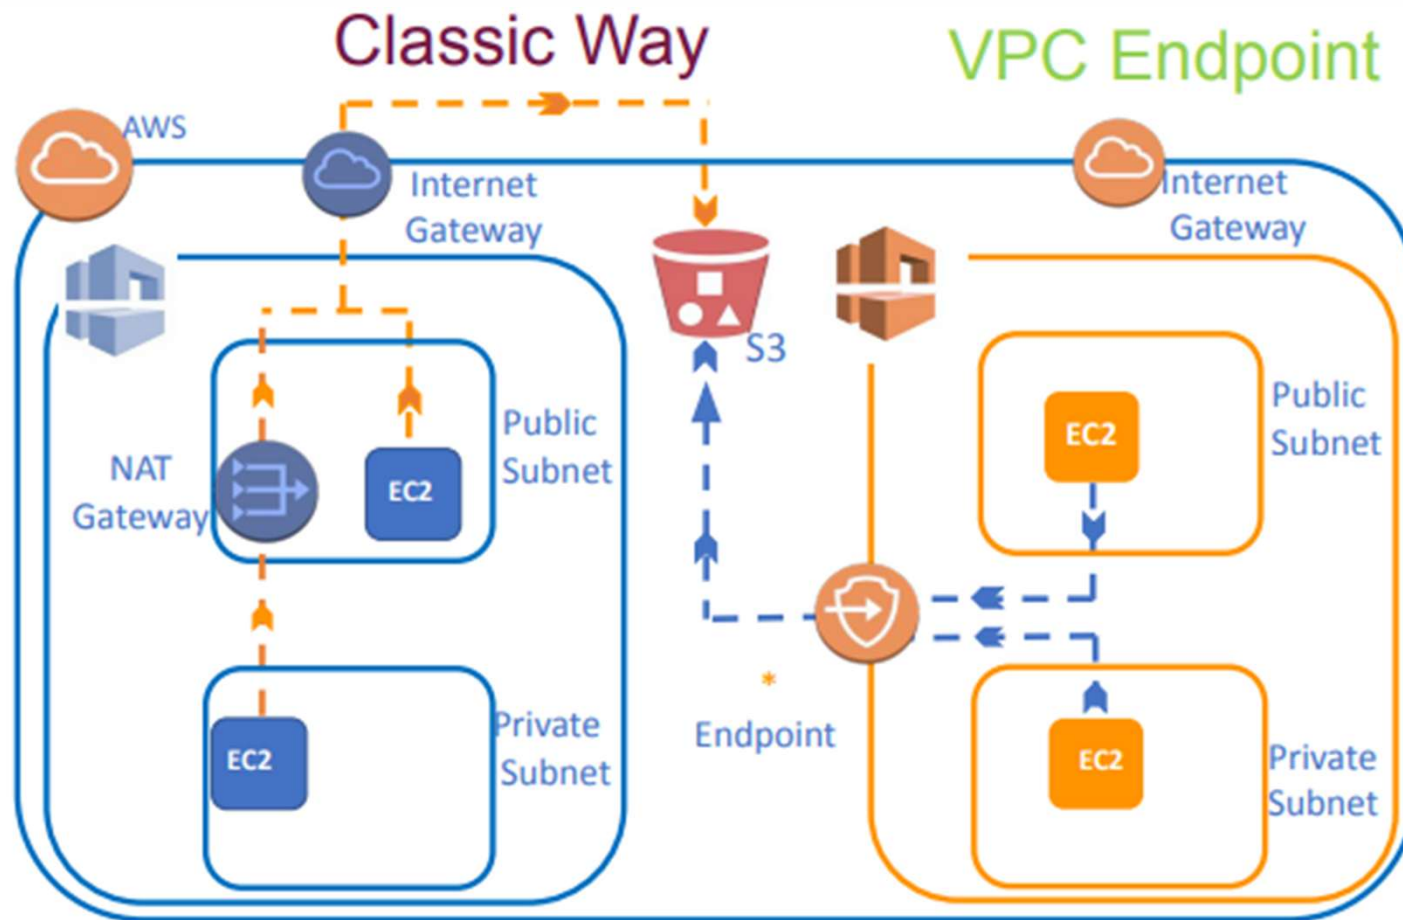 Classic Way
VPC Endpoint
AWS
Internet
Gateway
Internet
Gateway
S3
Public
Subnet
NAT
Gateway
EC2
EC2
Public
Subnet
*
Endpoint
Private
Subnet
EC2
EC2
Private
Subnet